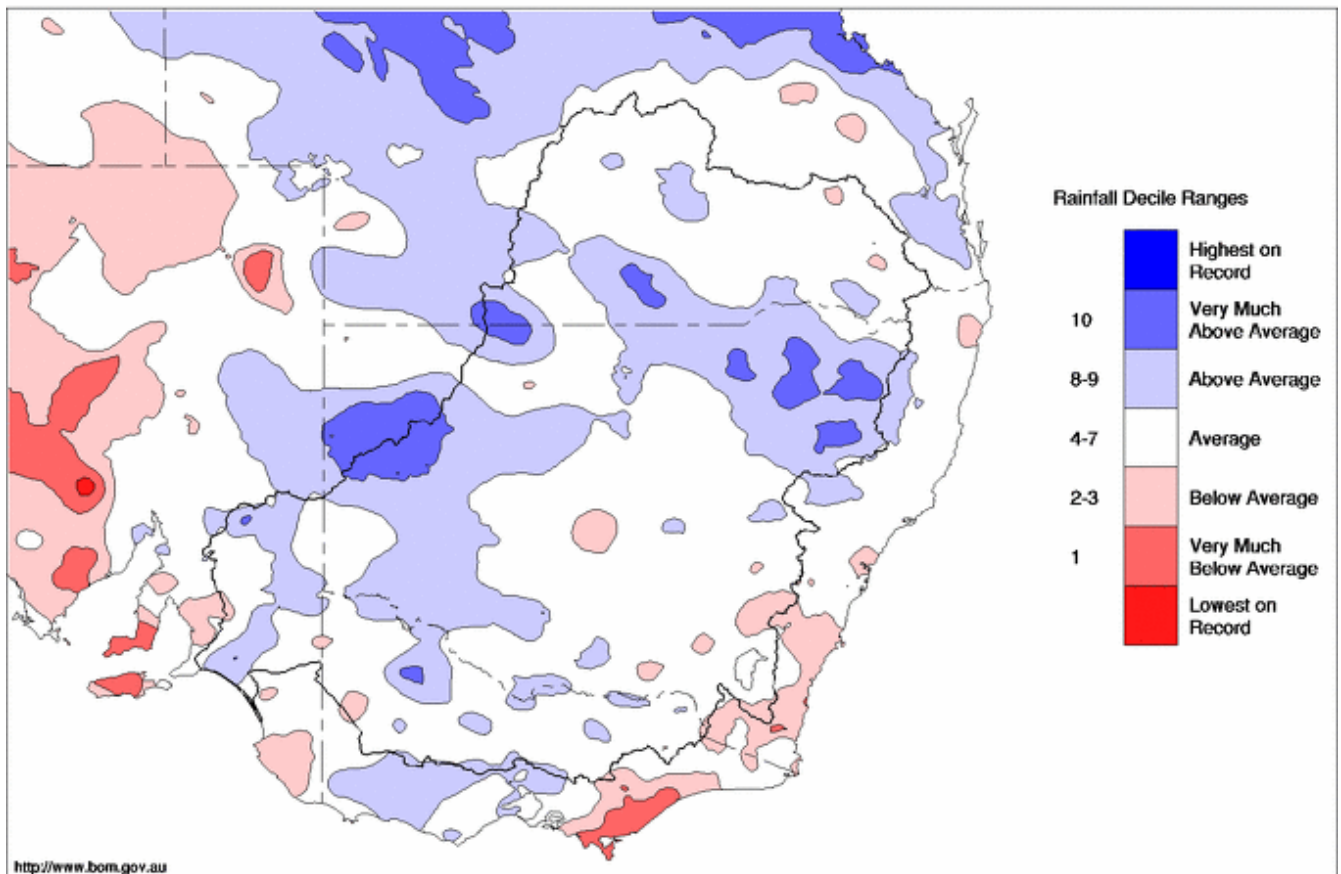 Rainfall Decile Ranges
Highest on
Record
10
Very Much
Above Average
8-9
Above Average
4-7
Average
2-3
Below Average
1
Very Much
Below Average
Lowest on
Record
http://www.bom.gov.au